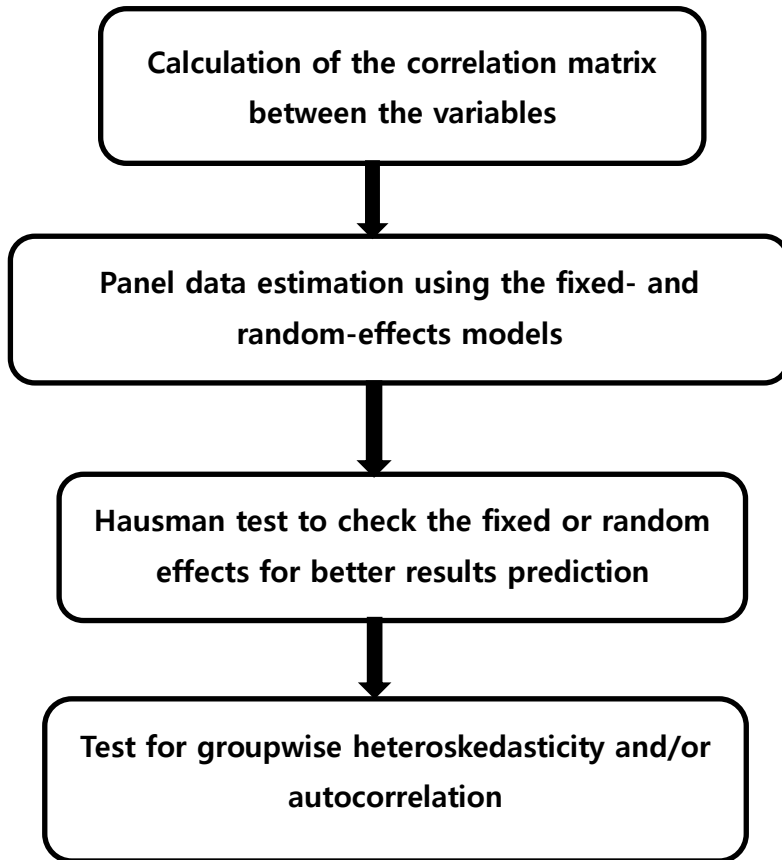 Calculation of the correlation matrix
between the variables
Panel data estimation using the fixed- and
random-effects models
Hausman test to check the fixed or random
effects for better results prediction
Test for groupwise heteroskedasticity and/or
autocorrelation